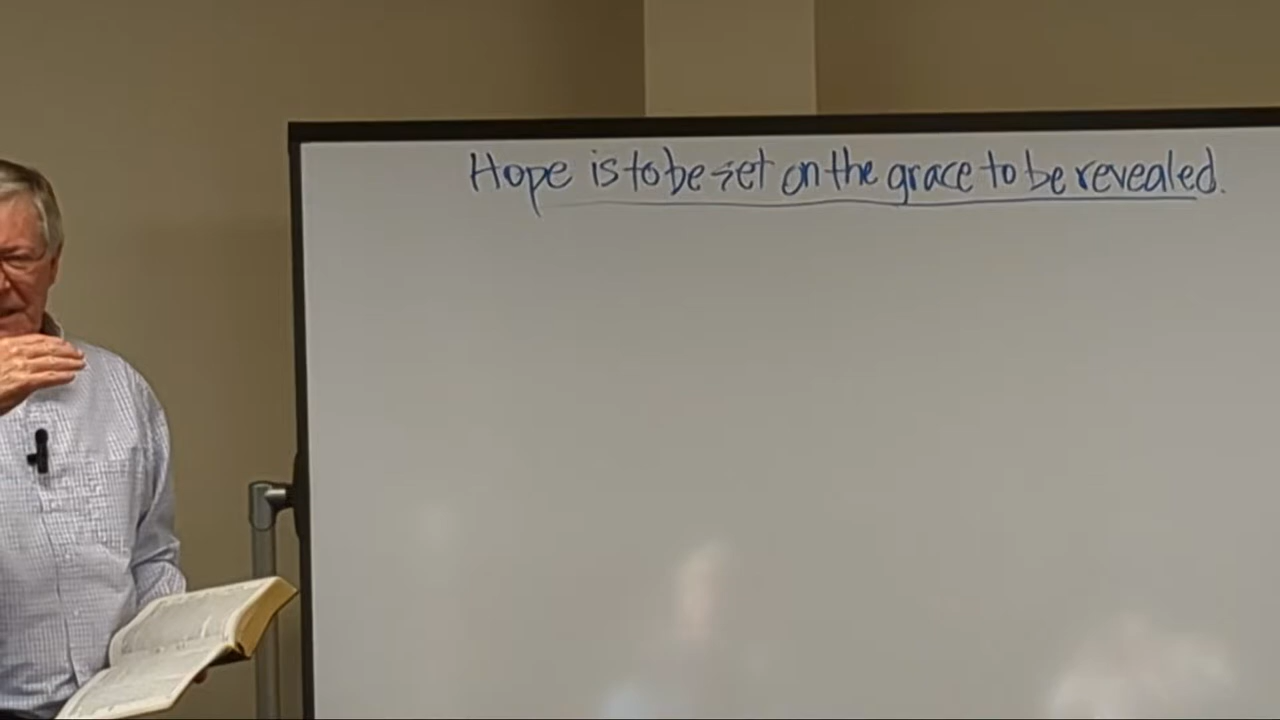 Hope is to be set on the grace to be revealed.